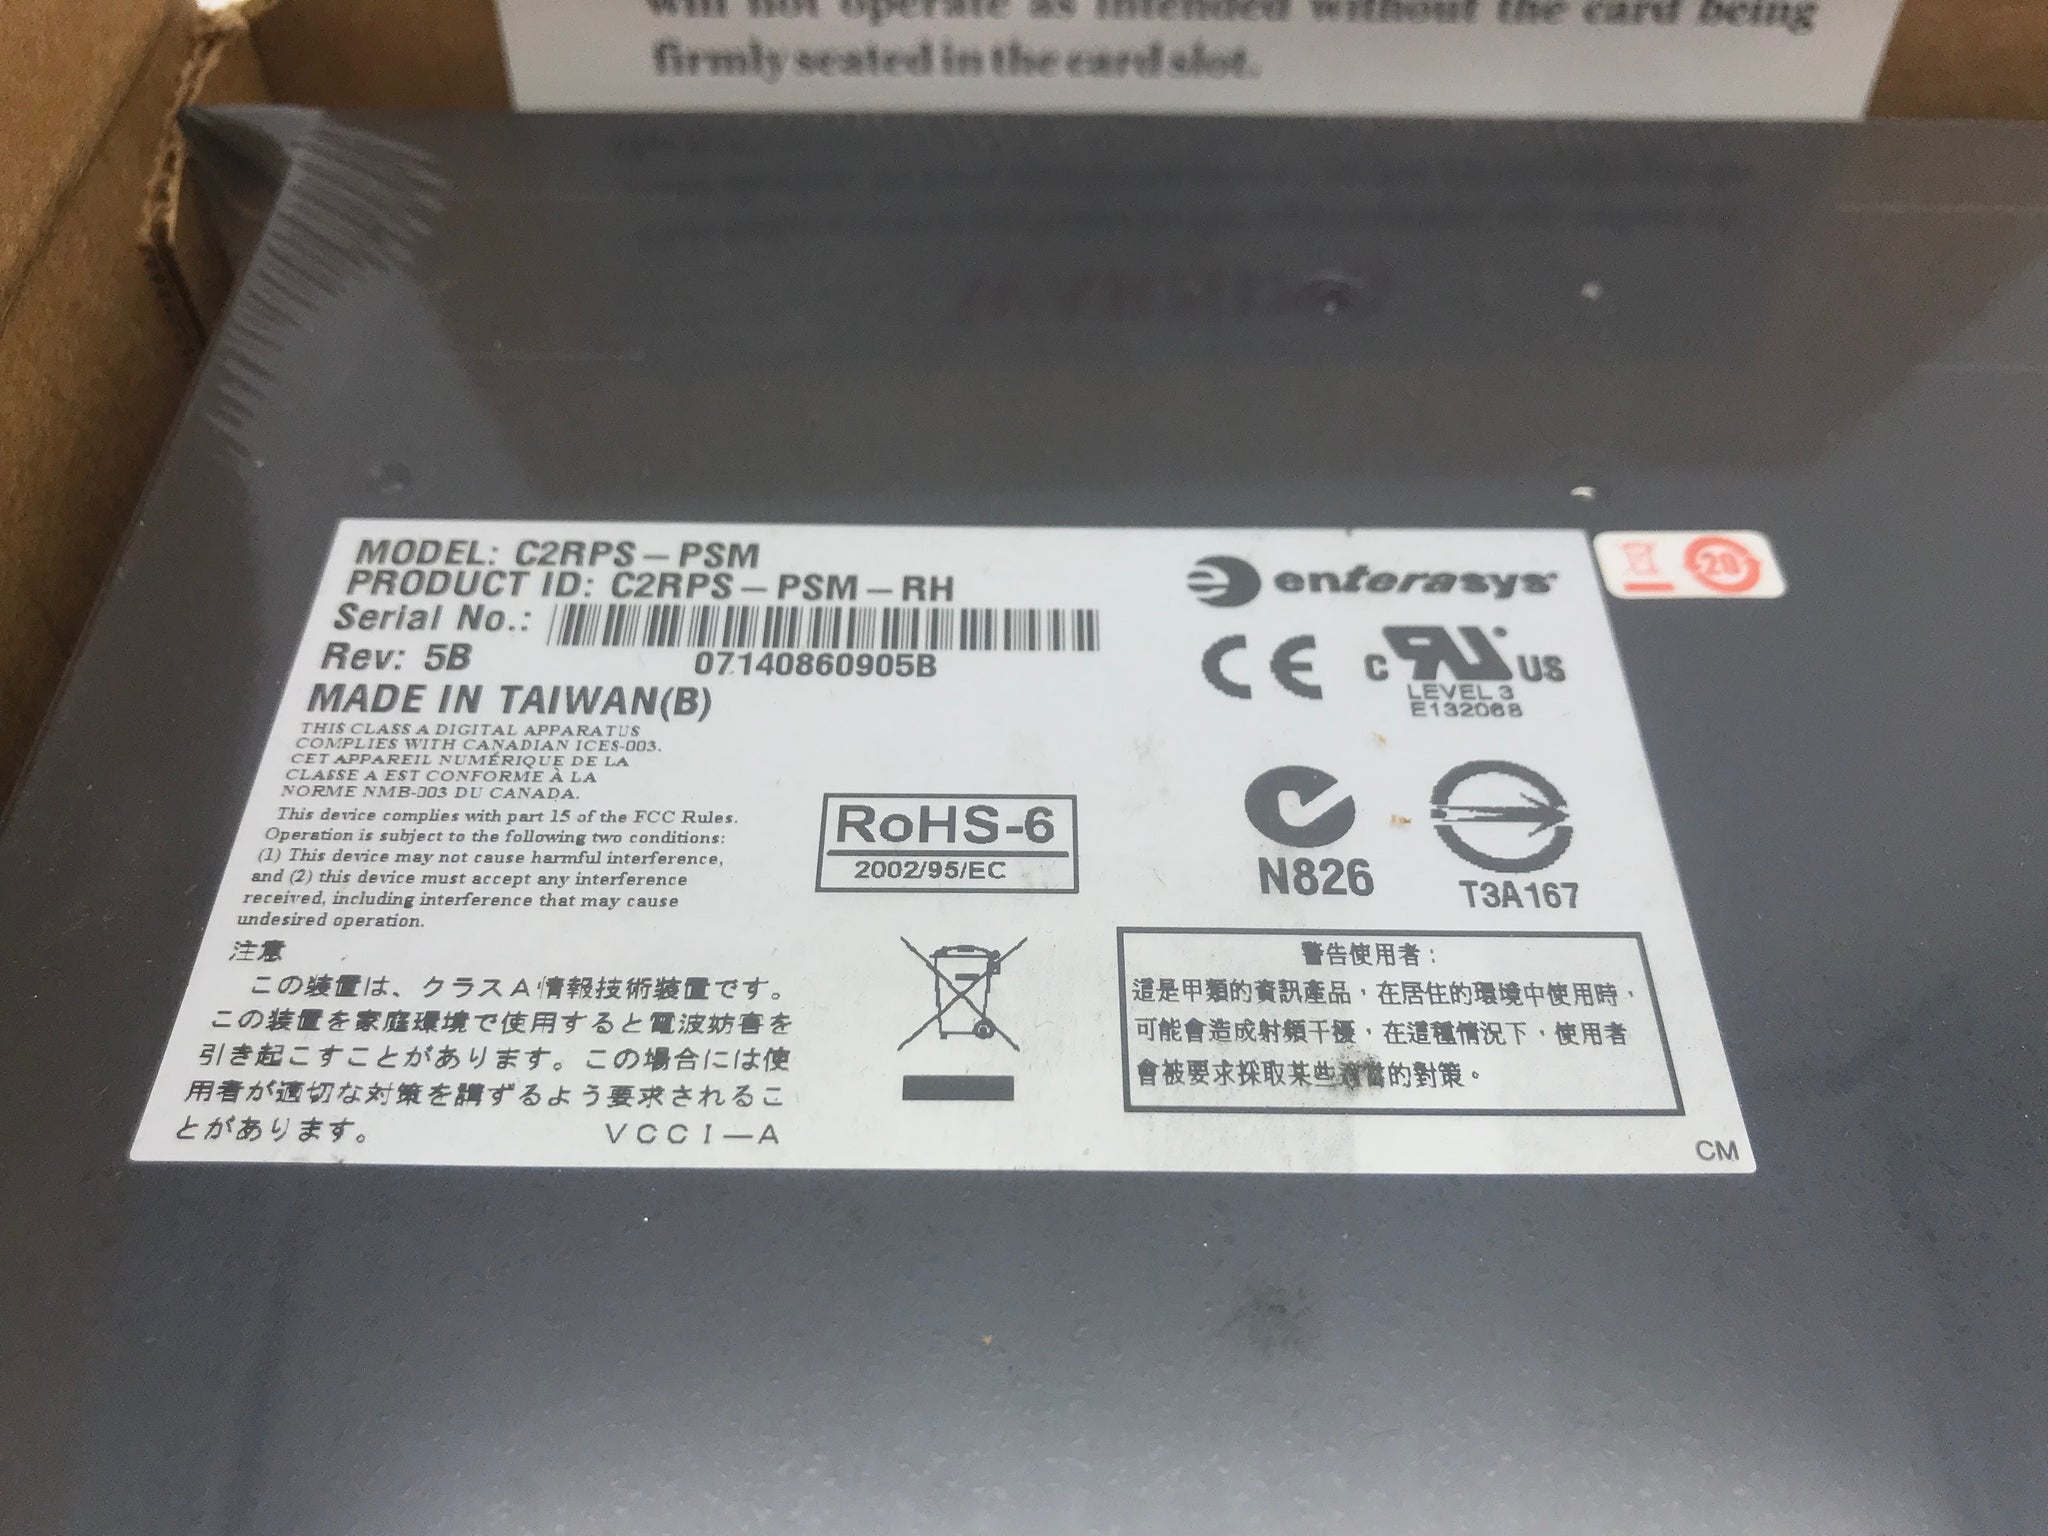 will not operate as intended without the card being
firmly seated in the card slot.
MODEL: C2RPS-PSM
PRODUCT ID: C2RPS-PSM-RH
Serial No.:
07140860905B
Rev: 5B
MADE IN TAIWAN(B)
THIS CLASS A DIGITAL APPARATUS
COMPLIES WITH CANADIAN ICES-003.
CET APPAREIL NUMÉRIQUE DE LA
CLASSE A EST CONFORME À LA
NORME NMB-003 DU CANADA.
This device complies with part 15 of the FCC Rules.
Operation is subject to the following two conditions:
(1) This device may not cause harmful interference,
and (2) this device must accept any interference
received, including interference that may cause
undesired operation.
注意
この装置は、クラスA情報技術装置です。
この装置を家庭環境で使用すると電波妨害を
引き起こすことがあります。この場合には使
用者が適切な対策を講ずるよう要求されるこ
とがあります。 VCCI-A
RoHS-6
2002/95/EC
enterasys
20
CE
C RU US
LEVEL 3
E132068
N826
T3A167
警告使用者:
這是甲類的資訊產品,在居住的環境中使用時,
可能會造成射頻干擾,在這種情況下,使用者
會被要求採取某些適當的對策。
CM